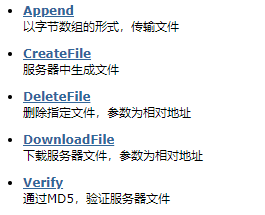 Append
以字节数组的形式，传输文件
CreateFile
服务器中生成文件
DeleteFile
删除指定文件，参数为相对地址
DownloadFile
下载服务器文件，参数为相对地址
Verify
通过MD5，验证服务器文件